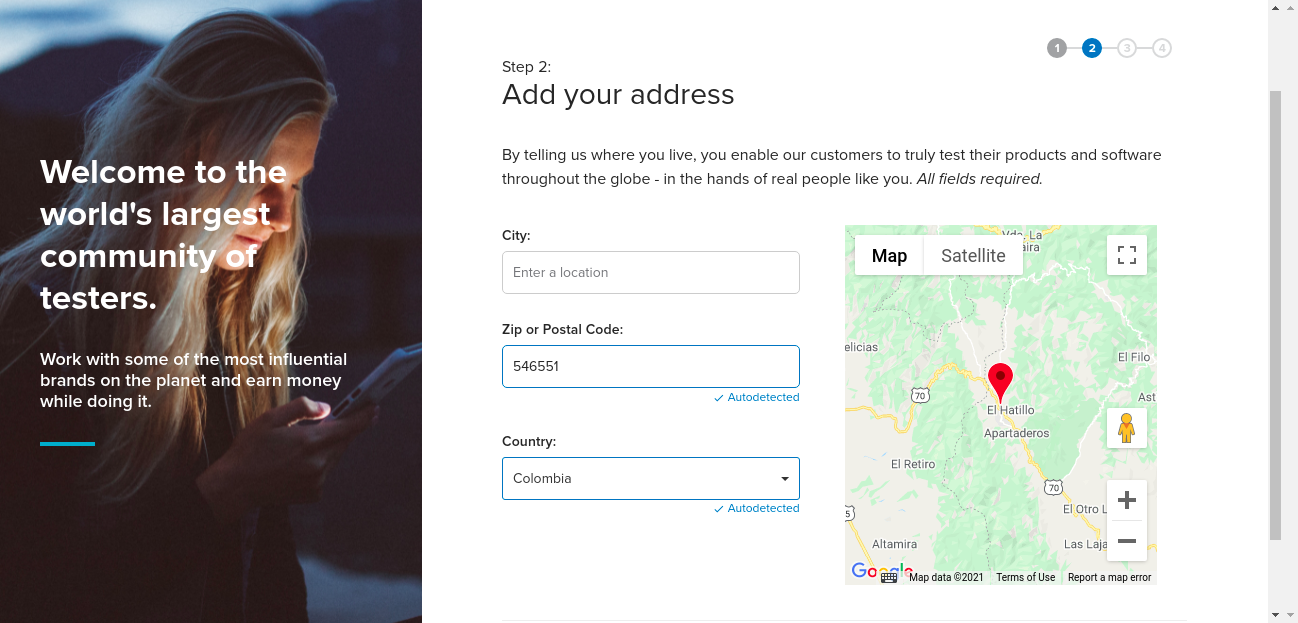 Welcome to the
world's largest
community of
testers.
Work with some of the most influential
brands on the planet and earn money
while doing it.
1 2 3 4
Step 2:
Add your address
By telling us where you live, you enable our customers to truly test their products and software
throughout the globe - in the hands of real people like you. All fields required.
City:
Enter a location
Zip or Postal Code:
546551
Autodetected
Country:
Colombia
Autodetected
Vda. La
Map Satellite
elicias
El Filo
70
Ast
El Hatillo
Apartaderos
El Retiro
70
El Otro L
5
Altamira
Las Laja
Google
Map data ©2021 Terms of Use Report a map error